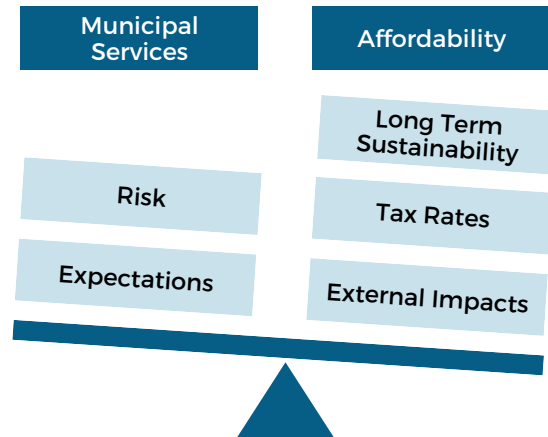 Municipal
Services
Affordability
Long Term
Sustainability
Risk
Tax Rates
Expectations
External Impacts